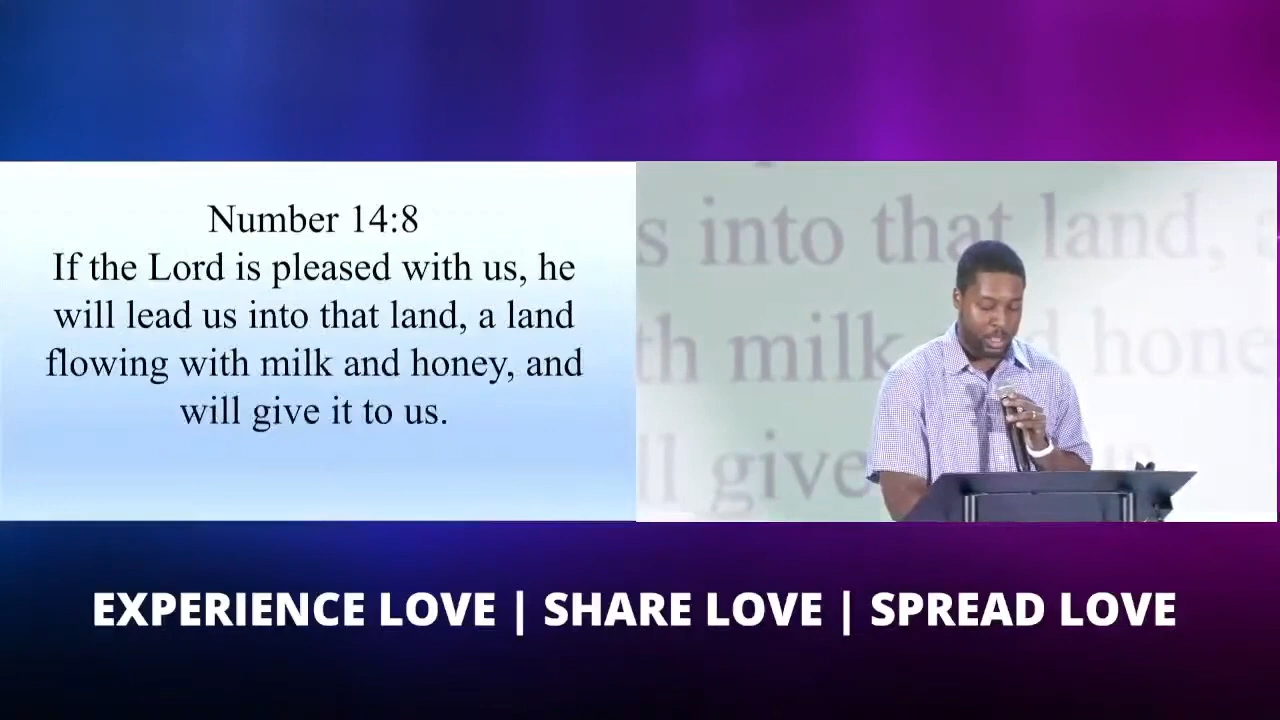 Number 14:8
If the Lord is pleased with us, he
will lead us into that land, a land
flowing with milk and honey, and
will give it to us.
s into that land, a
th milk d hone
ll give us.
EXPERIENCE LOVE | SHARE LOVE | SPREAD LOVE